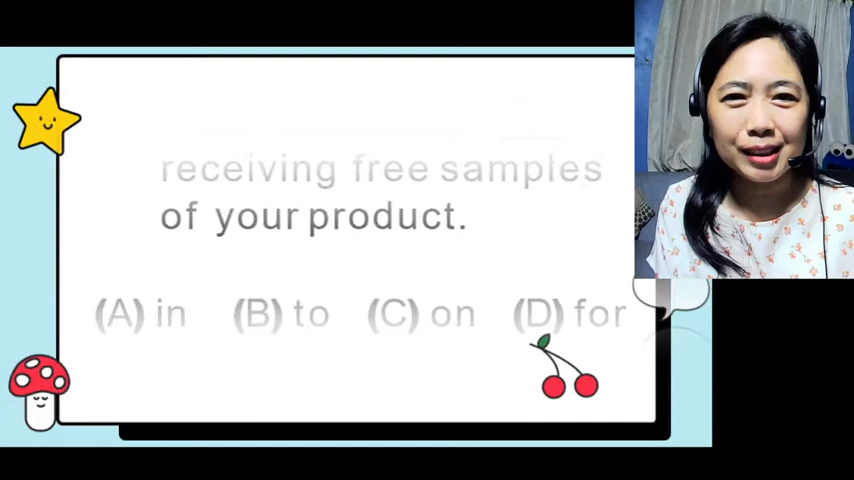 receiving free samples
of your product.
(A) in (B) to (C) on (D) for